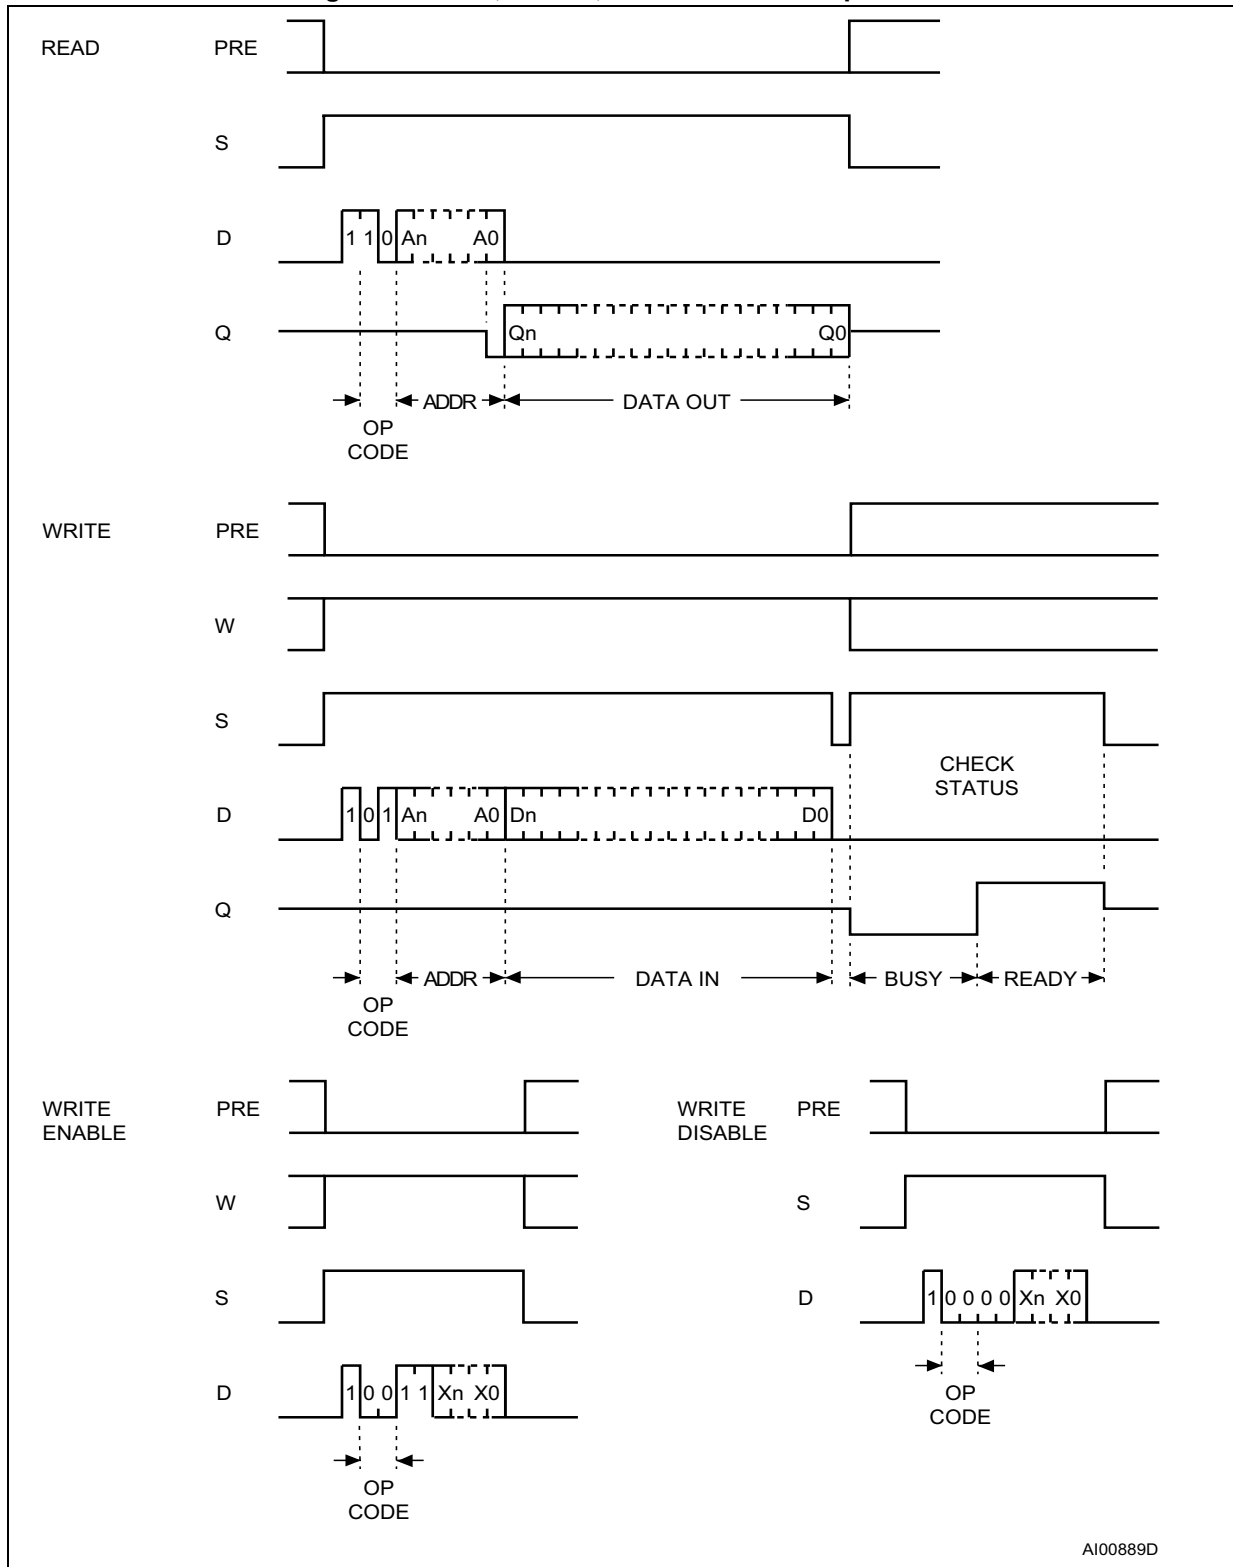 READ PRE
S
D 1 1 0 An A0
Q Qn Q0
ADDR DATA OUT
OP
CODE
WRITE PRE
W
S
CHECK
STATUS
D 1 0 1 An A0 Dn D0
Q
ADDR DATA IN BUSY READY
OP
CODE
WRITE
ENABLE
PRE
W
S
D 1 0 0 1 1 Xn X0
OP
CODE
WRITE
DISABLE
PRE
S
D 1 0 0 0 0 Xn X0
OP
CODE
AI00889D